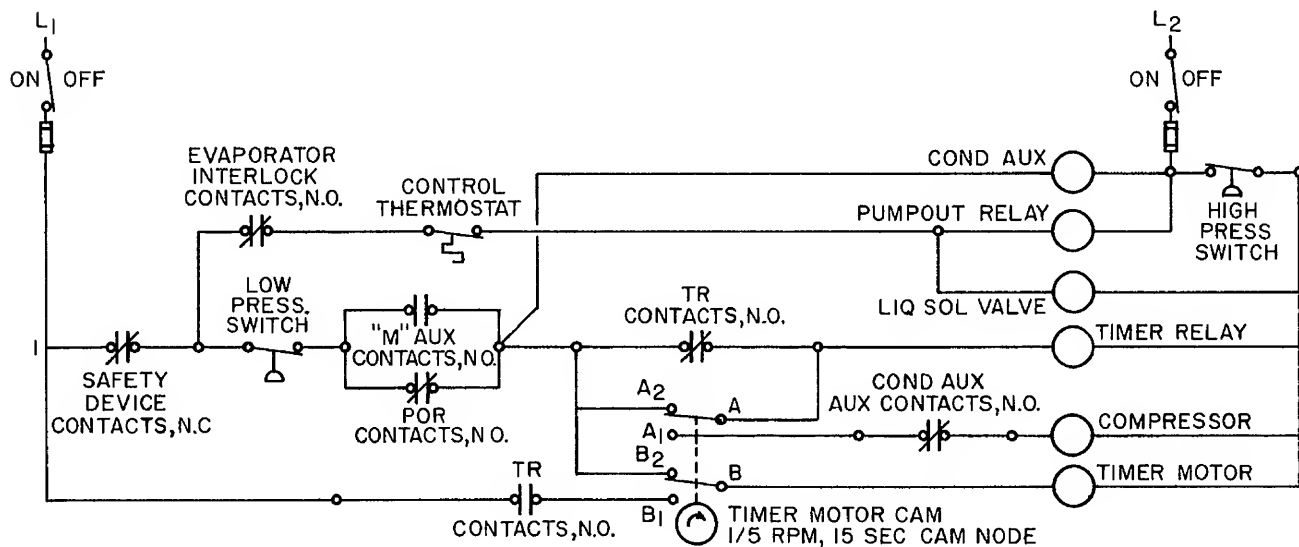 L1
L2
ON OFF
ON OFF
EVAPORATOR
INTERLOCK
CONTACTS,N.O.
CONTROL
THERMOSTAT
COND AUX
PUMPOUT RELAY
HIGH
PRESS
SWITCH
LOW
PRESS.
SWITCH
TR
CONTACTS,N.O.
LIQ SOL VALVE
TIMER RELAY
1
"M" AUX
CONTACTS,N.O.
SAFETY
DEVICE
CONTACTS,N.C
POR
CONTACTS,N O.
A2
A
COND AUX
AUX CONTACTS,N.O.
A1
COMPRESSOR
B2
B
TIMER MOTOR
TR
CONTACTS,N.O.
B1
TIMER MOTOR CAM
1/5 RPM, 15 SEC CAM NODE